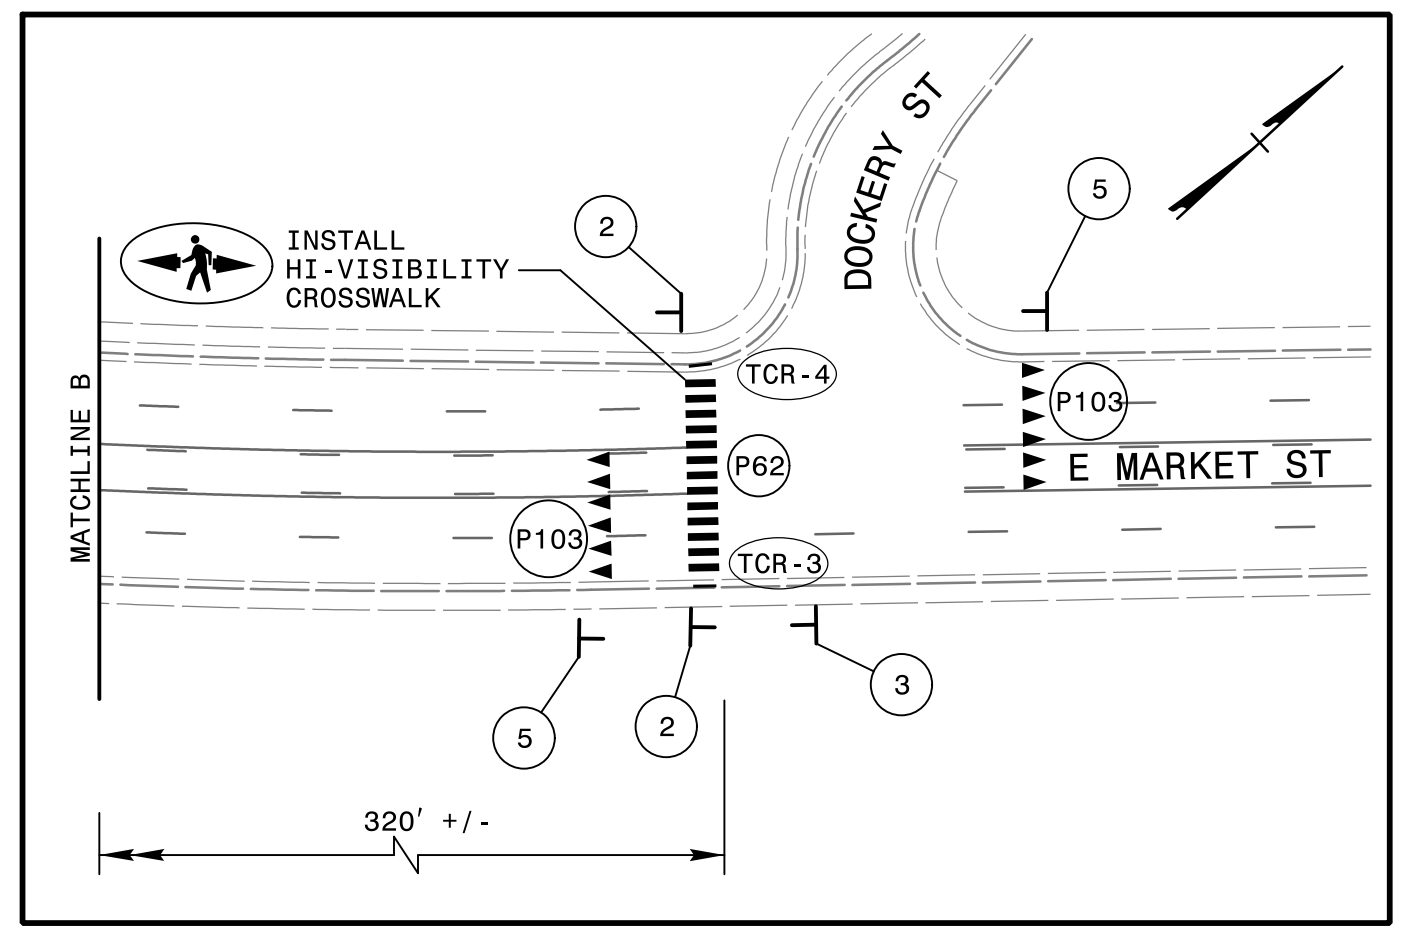 DOCKERY ST
5
2
INSTALL
HI-VISIBILITY
CROSSWALK
MATCHLINE B
TCR-4
P103
P62
E MARKET ST
P103
TCR-3
3
2
5
320' +/-